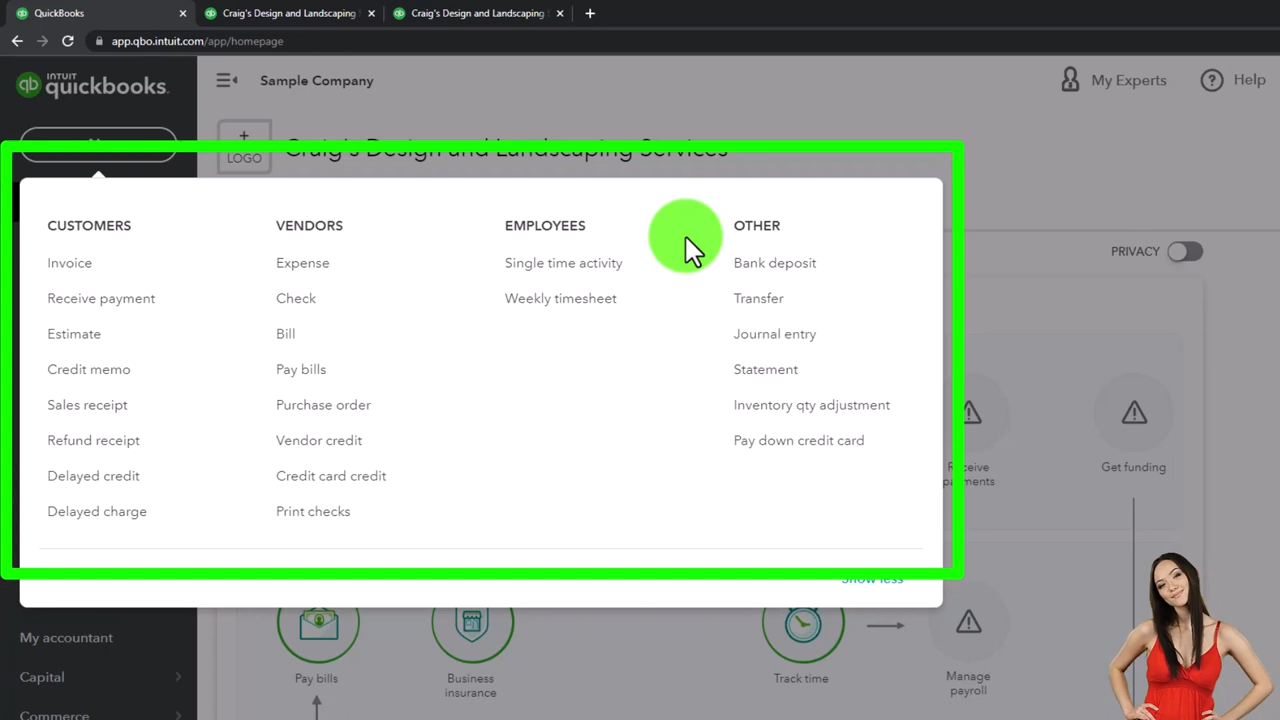 QuickBooks
Craig's Design and Landscaping
Craig's Design and Landscaping
app.qbo.intuit.com/app/homepage
INTUIT
quickbooks.
Sample Company
My Experts
Help
+
LOGO
Craig's Design and Landscaping Services
PRIVACY
CUSTOMERS
Invoice
Receive payment
Estimate
Credit memo
Sales receipt
Refund receipt
Delayed credit
Delayed charge
VENDORS
Expense
Check
Bill
Pay bills
Purchase order
Vendor credit
Credit card credit
Print checks
EMPLOYEES
Single time activity
Weekly timesheet
OTHER
Bank deposit
Transfer
Journal entry
Statement
Inventory qty adjustment
Pay down credit card
Show less
Get funding
My accountant
Capital
Commerce
Pay bills
Business
insurance
Track time
Manage
payroll